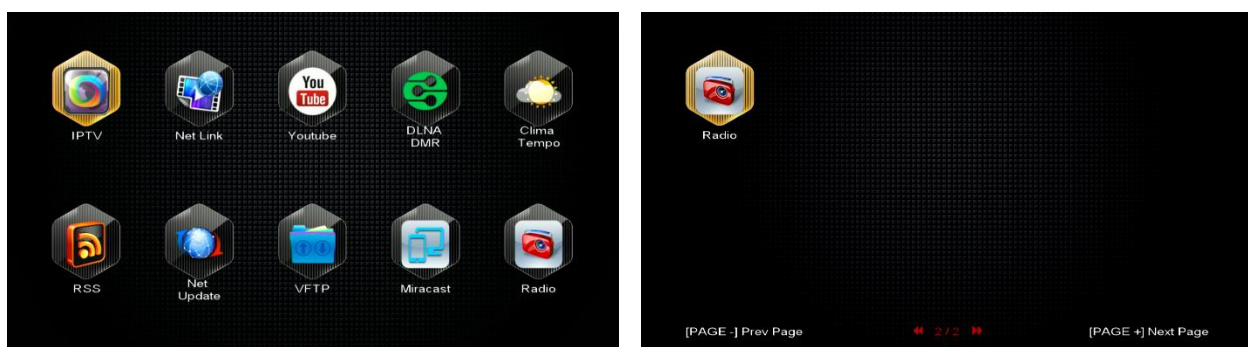 You
Tube
IPTV
Net Link
Youtube
DLNA
DMR
Clima
Tempo
RSS
Net
Update
VFTP
Miracast
Radio
Radio
[PAGE -] Prev Page
2 / 2
[PAGE +] Next Page